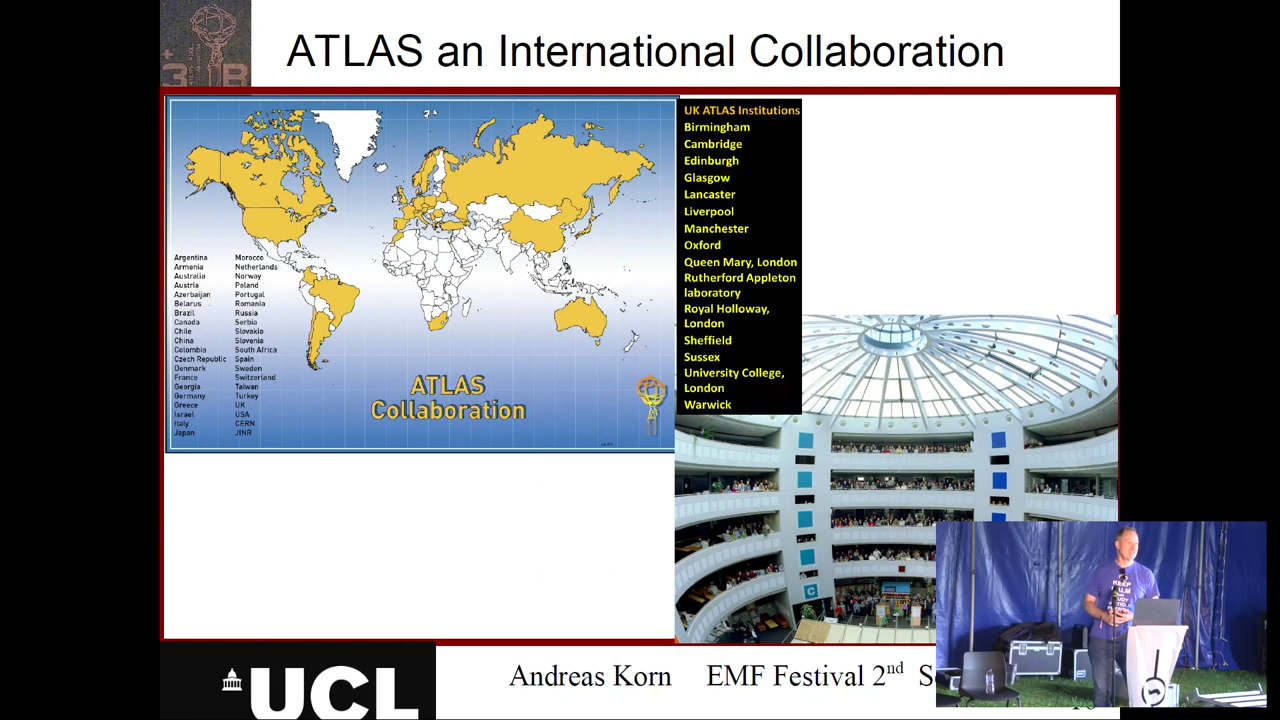 ATLAS an International Collaboration
Argentina
Armenia
Australia
Austria
Azerbaijan
Belarus
Brazil
Canada
Chile
China
Colombia
Czech Republic
Denmark
France
Georgia
Germany
Greece
Israel
Italy
Japan
Morocco
Netherlands
Norway
Poland
Portugal
Romania
Russia
Serbia
Slovakia
Slovenia
South Africa
Spain
Sweden
Switzerland
Taiwan
Turkey
UK
USA
CERN
JINR
ATLAS
Collaboration
UK ATLAS Institutions
Birmingham
Cambridge
Edinburgh
Glasgow
Lancaster
Liverpool
Manchester
Oxford
Queen Mary, London
Rutherford Appleton
laboratory
Royal Holloway,
London
Sheffield
Sussex
University College,
London
Warwick
C
KEEP
CALM
UCL
Andreas Korn EMF Festival 2nd